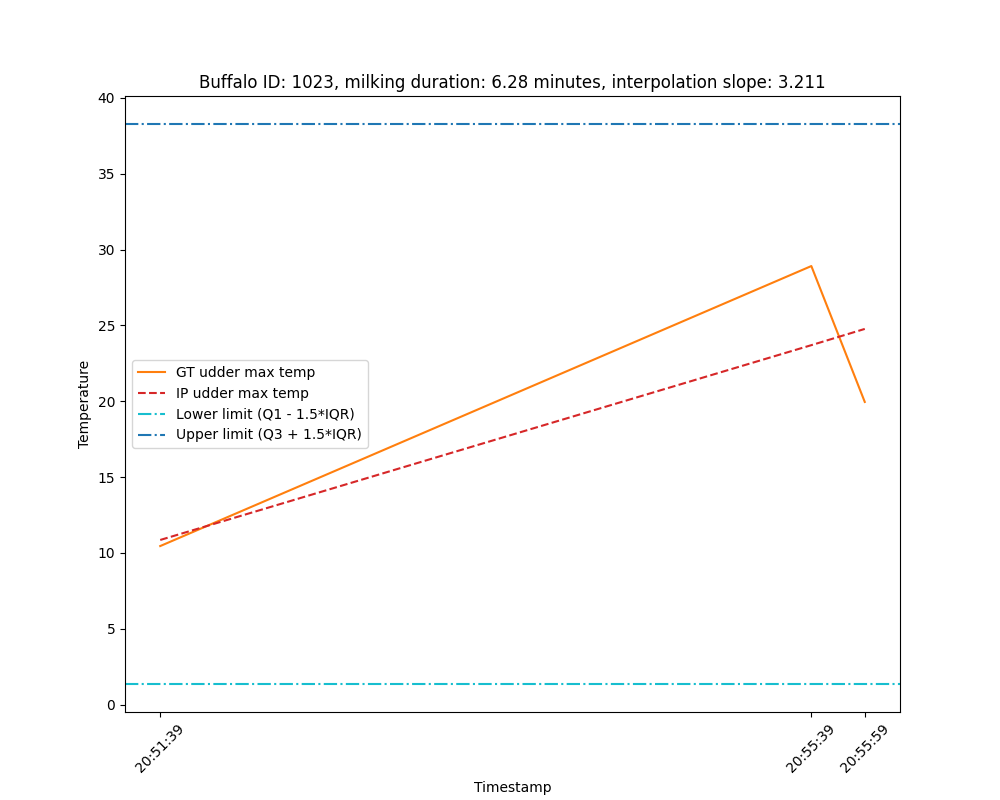 Buffalo ID: 1023, milking duration: 6.28 minutes, interpolation slope: 3.211
40
35
30
25
20
15
10
5
0
Temperature
GT udder max temp
IP udder max temp
Lower limit (Q1 - 1.5*IQR)
Upper limit (Q3 + 1.5*IQR)
20:51:39
20:55:39
20:55:59
Timestamp